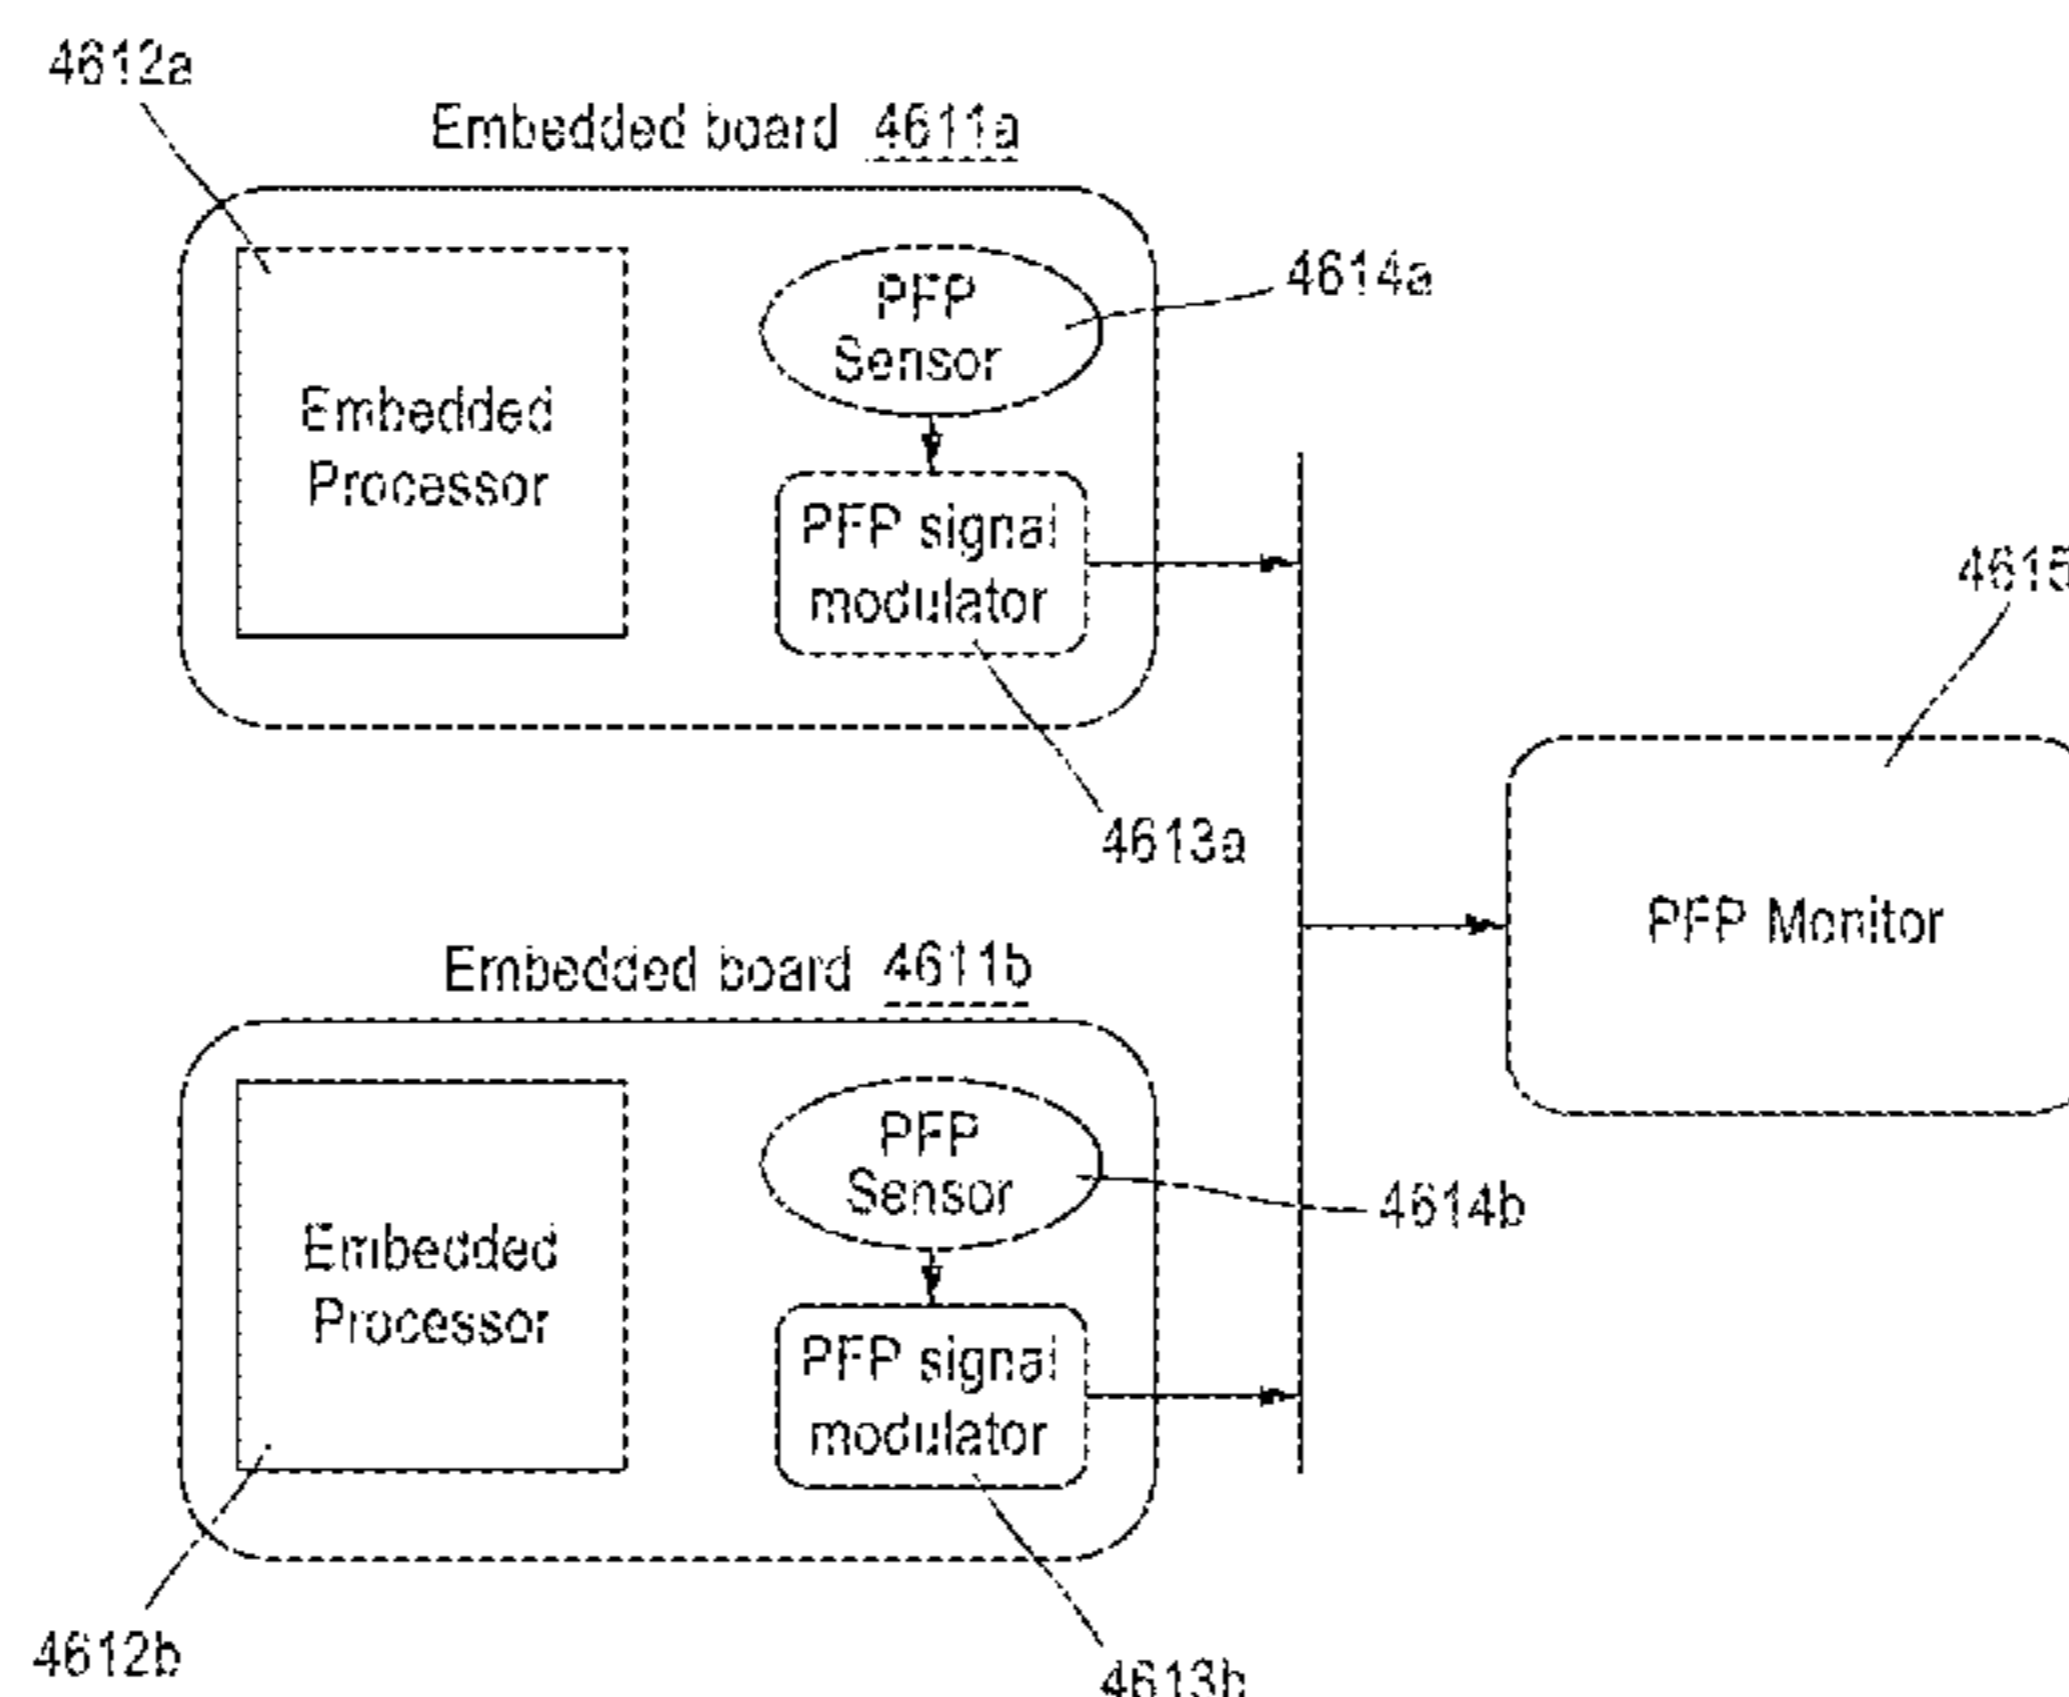 4612a
Embedded board 4611a
PFP
Sensor
4614a
Embedded
Processor
PFP signal
modulator
4615
4613a
PFP Monitor
Embedded board 4611b
PFP
Sensor
4614b
Embedded
Processor
PFP signal
modulator
4612b
4613b